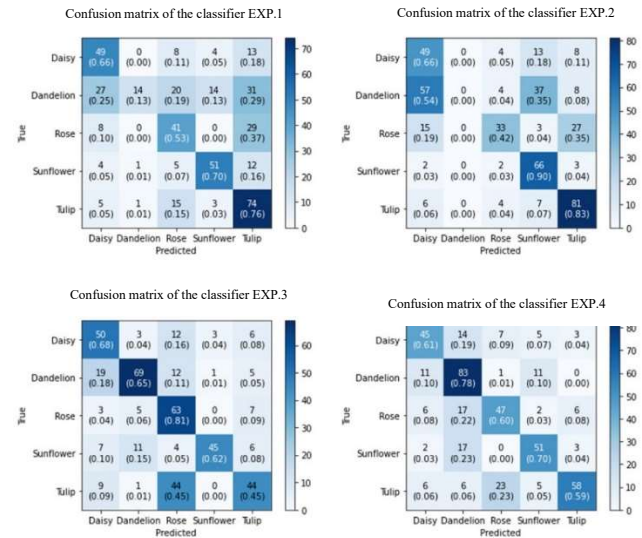 Confusion matrix of the classifier EXP.1
Daisy 49 0 8 4 13
(0.66) (0.00) (0.11) (0.05) (0.18)
Dandelion 27 14 20 14 31
(0.25) (0.13) (0.19) (0.13) (0.29)
Rose 8 0 41 0 29
(0.10) (0.00) (0.53) (0.00) (0.37)
Sunflower 4 1 5 51 12
(0.05) (0.01) (0.07) (0.70) (0.16)
Tulip 5 1 15 3 74
(0.05) (0.01) (0.15) (0.03) (0.76)
Daisy Dandelion Rose Sunflower Tulip
Predicted
True
70
60
50
40
30
20
10
0
Confusion matrix of the classifier EXP.2
Daisy 49 0 4 13 8
(0.66) (0.00) (0.05) (0.18) (0.11)
Dandelion 57 0 4 37 8
(0.54) (0.00) (0.04) (0.35) (0.08)
Rose 15 0 33 3 27
(0.19) (0.00) (0.42) (0.04) (0.35)
Sunflower 2 0 2 66 3
(0.03) (0.00) (0.03) (0.90) (0.04)
Tulip 6 0 4 7 81
(0.06) (0.00) (0.04) (0.07) (0.83)
Daisy Dandelion Rose Sunflower Tulip
Predicted
True
80
70
60
50
40
30
20
10
0
Confusion matrix of the classifier EXP.3
Daisy 50 3 12 3 6
(0.68) (0.04) (0.16) (0.04) (0.08)
Dandelion 19 69 12 1 5
(0.18) (0.65) (0.11) (0.01) (0.05)
Rose 3 5 63 0 7
(0.04) (0.06) (0.81) (0.00) (0.09)
Sunflower 7 11 4 45 6
(0.10) (0.15) (0.05) (0.62) (0.08)
Tulip 9 1 44 0 44
(0.09) (0.01) (0.45) (0.00) (0.45)
Daisy Dandelion Rose Sunflower Tulip
Predicted
True
60
50
40
30
20
10
0
Confusion matrix of the classifier EXP.4
Daisy 45 14 7 5 3
(0.61) (0.19) (0.09) (0.07) (0.04)
Dandelion 11 83 1 11 0
(0.10) (0.78) (0.01) (0.10) (0.00)
Rose 6 17 47 2 6
(0.08) (0.22) (0.60) (0.03) (0.08)
Sunflower 2 17 0 51 3
(0.03) (0.23) (0.00) (0.70) (0.04)
Tulip 6 6 23 5 58
(0.06) (0.06) (0.23) (0.05) (0.59)
Daisy Dandelion Rose Sunflower Tulip
Predicted
True
80
70
60
50
40
30
20
10
0